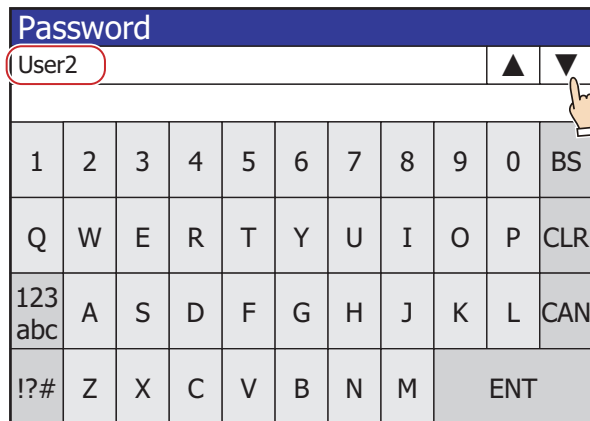 Password
User2 ▲ ▼
1 2 3 4 5 6 7 8 9 0 BS
Q W E R T Y U I O P CLR
123
abc A S D F G H J K L CAN
!?# Z X C V B N M ENT